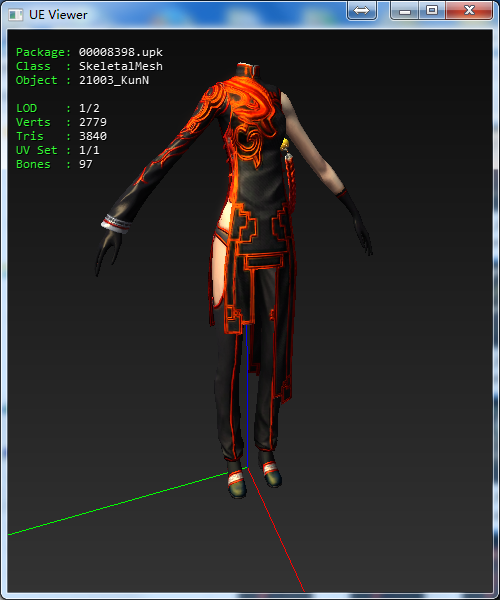 UE Viewer
Package: 00008398.upk
Class : SkeletalMesh
Object : 21003_KunN
LOD : 1/2
Verts : 2779
Tris : 3840
UV Set : 1/1
Bones : 97